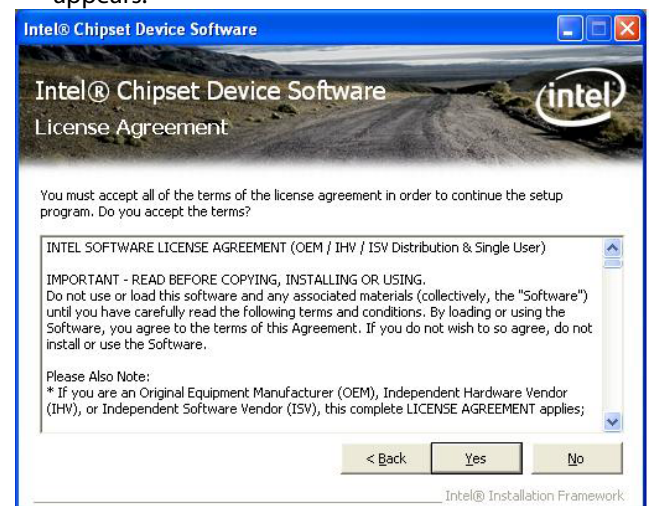 appears.
Intel® Chipset Device Software
Intel® Chipset Device Software
intel
License Agreement
You must accept all of the terms of the license agreement in order to continue the setup
program. Do you accept the terms?
INTEL SOFTWARE LICENSE AGREEMENT (OEM / IHV / ISV Distribution & Single User)
IMPORTANT - READ BEFORE COPYING, INSTALLING OR USING.
Do not use or load this software and any associated materials (collectively, the "Software")
until you have carefully read the following terms and conditions. By loading or using the
Software, you agree to the terms of this Agreement. If you do not wish to so agree, do not
install or use the Software.
Please Also Note:
* If you are an Original Equipment Manufacturer (OEM), Independent Hardware Vendor
(IHV), or Independent Software Vendor (ISV), this complete LICENSE AGREEMENT applies;
< Back Yes No
Intel® Installation Framework